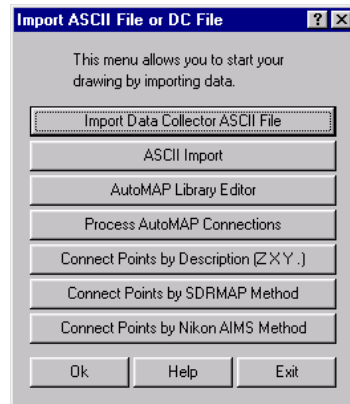 Import ASCII File or DC File
This menu allows you to start your
drawing by importing data.
Import Data Collector ASCII File
ASCII Import
AutoMAP Library Editor
Process AutoMAP Connections
Connect Points by Description (Z X Y .)
Connect Points by SDRMAP Method
Connect Points by Nikon AIMS Method
Ok Help Exit